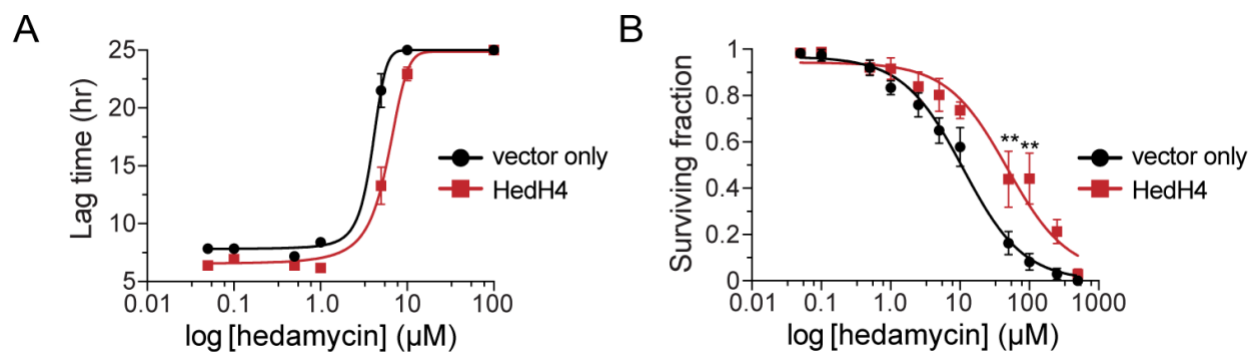 A
Lag time (hr)
25
20
15
10
5
0.01
0.1
1.0
10
100
log [hedamycin] (µM)
vector only
HedH4
B
Surviving fraction
1
0.8
0.6
0.4
0.2
0
0.01
0.1
1.0
10
100
1000
log [hedamycin] (µM)
** **
vector only
HedH4